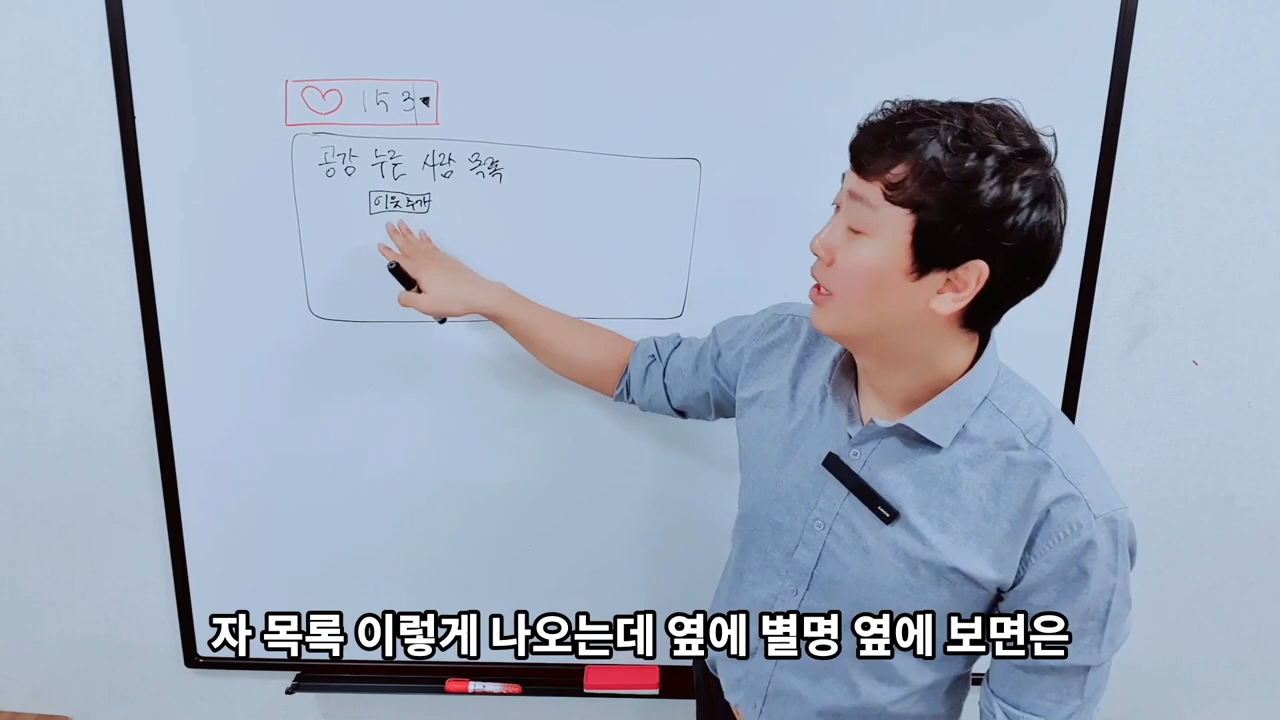 ♡ 153▼
공감 누른 사람 목록
이웃추가
자 목록 이렇게 나오는데 옆에 별명 옆에 보면은